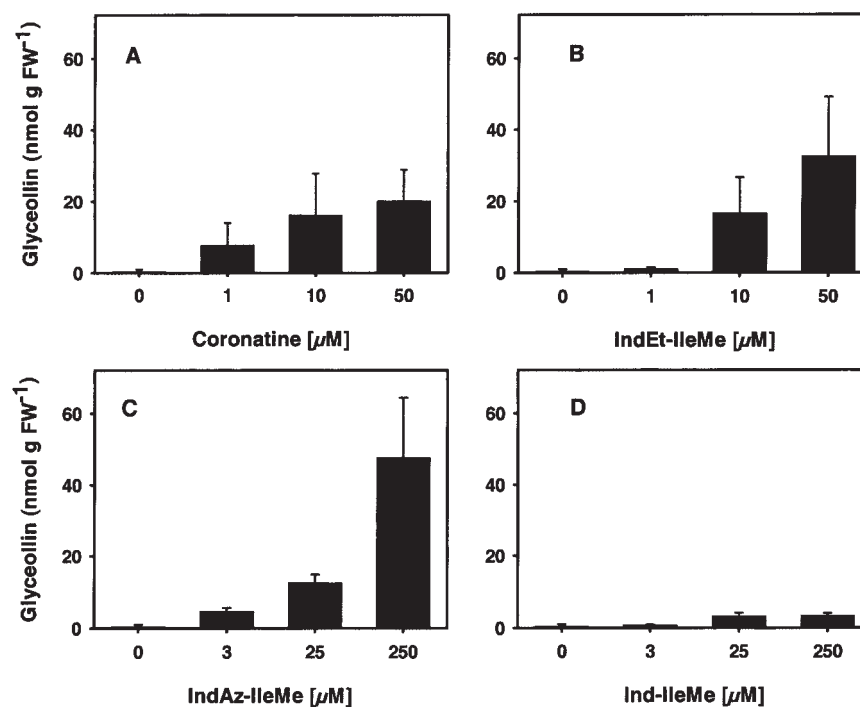 A
Glyceollin (nmol g FW⁻¹)
60
40
20
0
0 1 10 50
Coronatine [μM]
B
60
40
20
0
0 1 10 50
IndEt-IleMe [μM]
C
Glyceollin (nmol g FW⁻¹)
60
40
20
0
0 3 25 250
IndAz-IleMe [μM]
D
60
40
20
0
0 3 25 250
Ind-IleMe [μM]